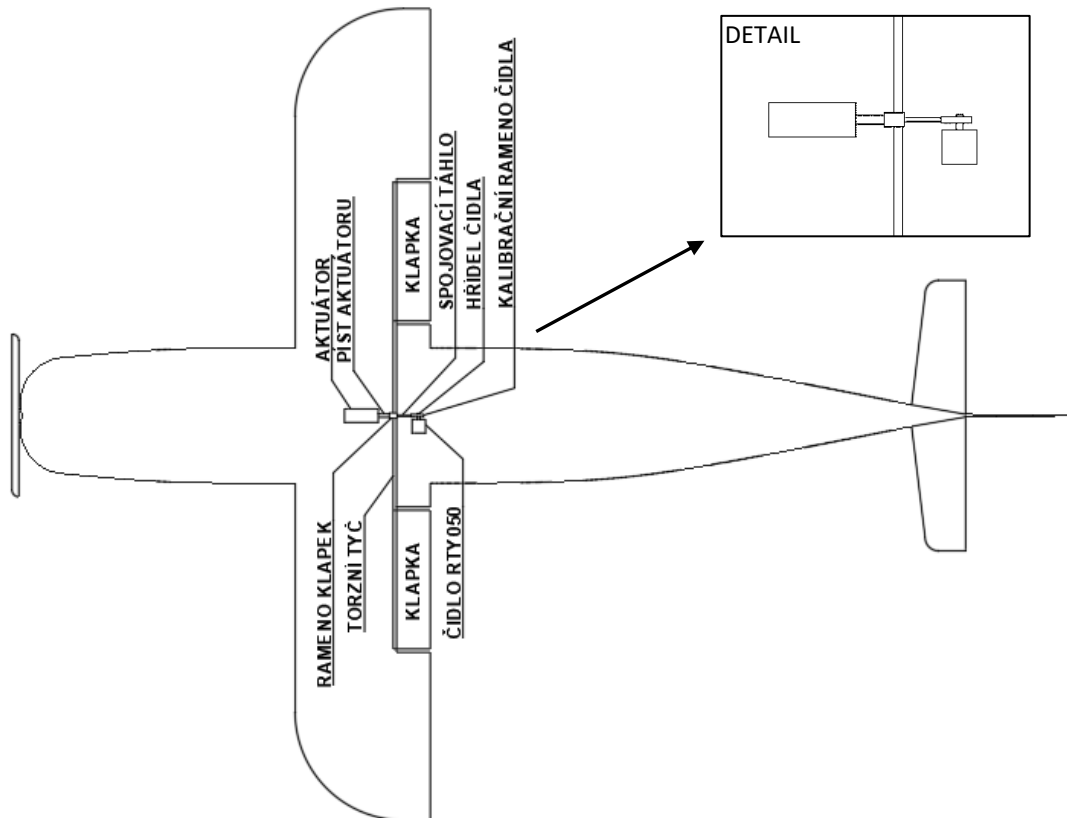 DETAIL
AKTUÁTOR
PÍST AKTUÁTORU
KLAPKA
SPOJOVACÍ TÁHLO
HŘÍDEL ČIDLA
KALIBRAČNÍ RAMENO ČIDLA
RAMENO KLAPEK
TORZNÍ TYČ
KLAPKA
ČIDLO RTY050